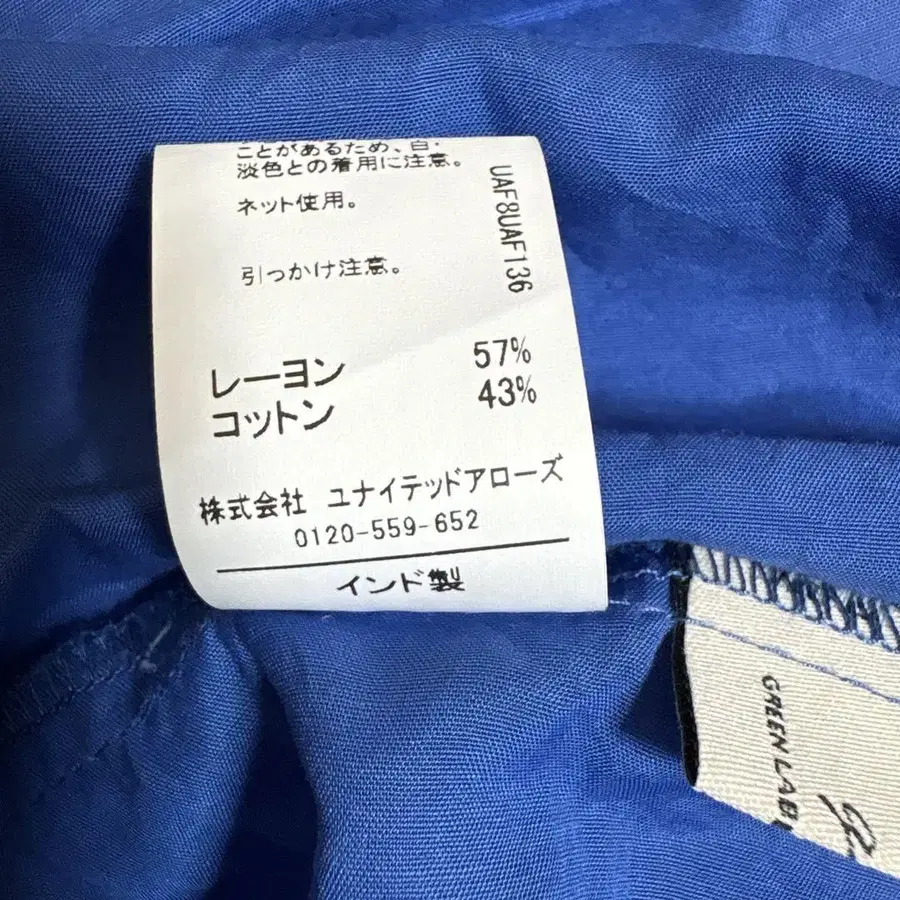 ことがあるため、白・
淡色との着用に注意。
ネット使用。
引っかけ注意。
UAF8UAF136
レーヨン 57%
コットン 43%
株式会社 ユナイテッドアローズ
0120-559-652
インド製
GREEN LAB